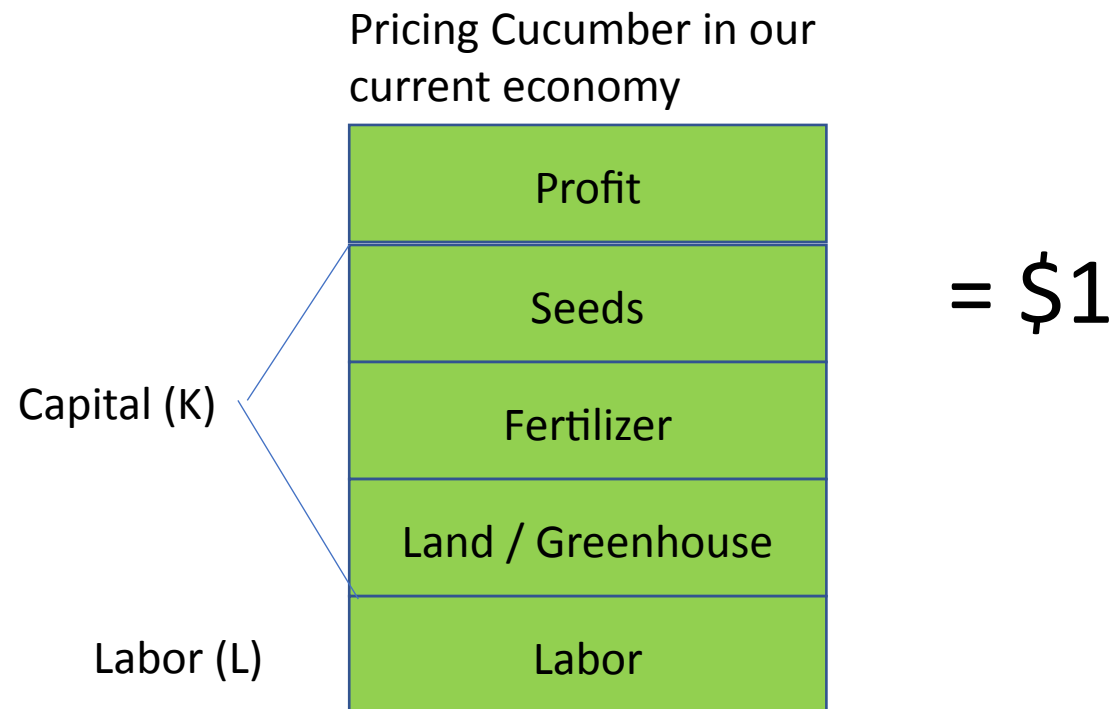 Pricing Cucumber in our
current economy
Profit
Seeds
= $1
Capital (K)
Fertilizer
Land / Greenhouse
Labor (L)
Labor